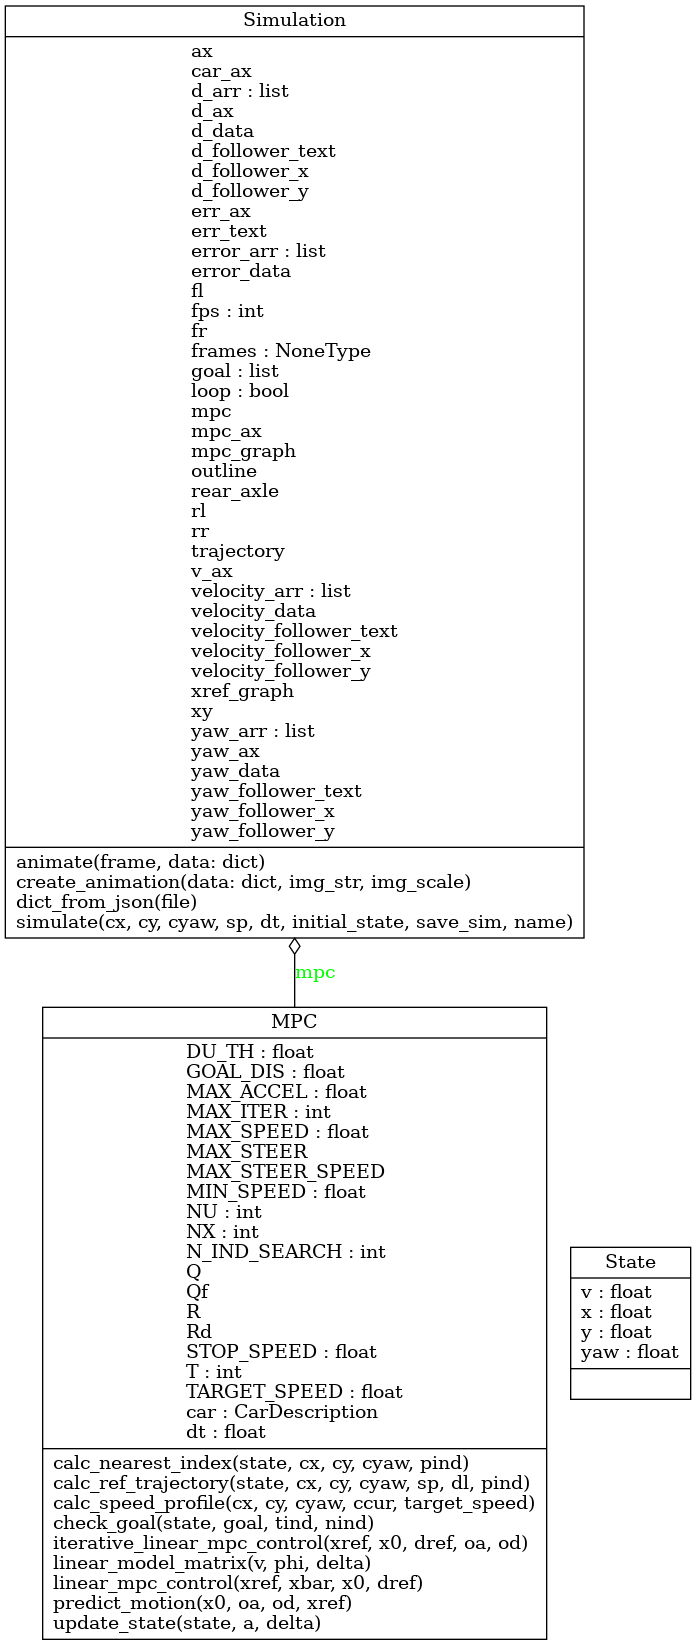 Simulation
ax
car_ax
d_arr : list
d_ax
d_data
d_follower_text
d_follower_x
d_follower_y
err_ax
err_text
error_arr : list
error_data
fl
fps : int
fr
frames : NoneType
goal : list
loop : bool
mpc
mpc_ax
mpc_graph
outline
rear_axle
rl
rr
trajectory
v_ax
velocity_arr : list
velocity_data
velocity_follower_text
velocity_follower_x
velocity_follower_y
xref_graph
xy
yaw_arr : list
yaw_ax
yaw_data
yaw_follower_text
yaw_follower_x
yaw_follower_y
animate(frame, data: dict)
create_animation(data: dict, img_str, img_scale)
dict_from_json(file)
simulate(cx, cy, cyaw, sp, dt, initial_state, save_sim, name)
mpc
MPC
DU_TH : float
GOAL_DIS : float
MAX_ACCEL : float
MAX_ITER : int
MAX_SPEED : float
MAX_STEER
MAX_STEER_SPEED
MIN_SPEED : float
NU : int
NX : int
N_IND_SEARCH : int
Q
Qf
R
Rd
STOP_SPEED : float
T : int
TARGET_SPEED : float
car : CarDescription
dt : float
calc_nearest_index(state, cx, cy, cyaw, pind)
calc_ref_trajectory(state, cx, cy, cyaw, sp, dl, pind)
calc_speed_profile(cx, cy, cyaw, ccur, target_speed)
check_goal(state, goal, tind, nind)
iterative_linear_mpc_control(xref, x0, dref, oa, od)
linear_model_matrix(v, phi, delta)
linear_mpc_control(xref, xbar, x0, dref)
predict_motion(x0, oa, od, xref)
update_state(state, a, delta)
State
v : float
x : float
y : float
yaw : float